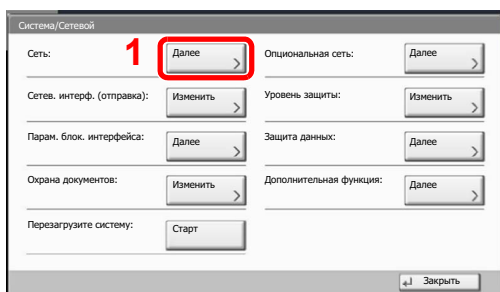 Система/Сетевой
Сеть:
1
Далее
Опциональная сеть:
Далее
Сетев. интерф. (отправка):
Изменить
Уровень защиты:
Изменить
Парам. блок. интерфейса:
Далее
Защита данных:
Далее
Охрана документов:
Изменить
Дополнительная функция:
Далее
Перезагрузите систему:
Старт
Закрыть